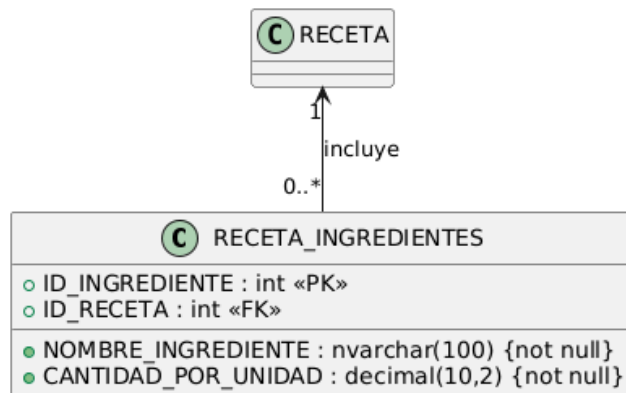 C RECETA
1
incluye
0..*
C RECETA_INGREDIENTES
ID_INGREDIENTE : int «PK»
ID_RECETA : int «FK»
NOMBRE_INGREDIENTE : nvarchar(100) {not null}
CANTIDAD_POR_UNIDAD : decimal(10,2) {not null}